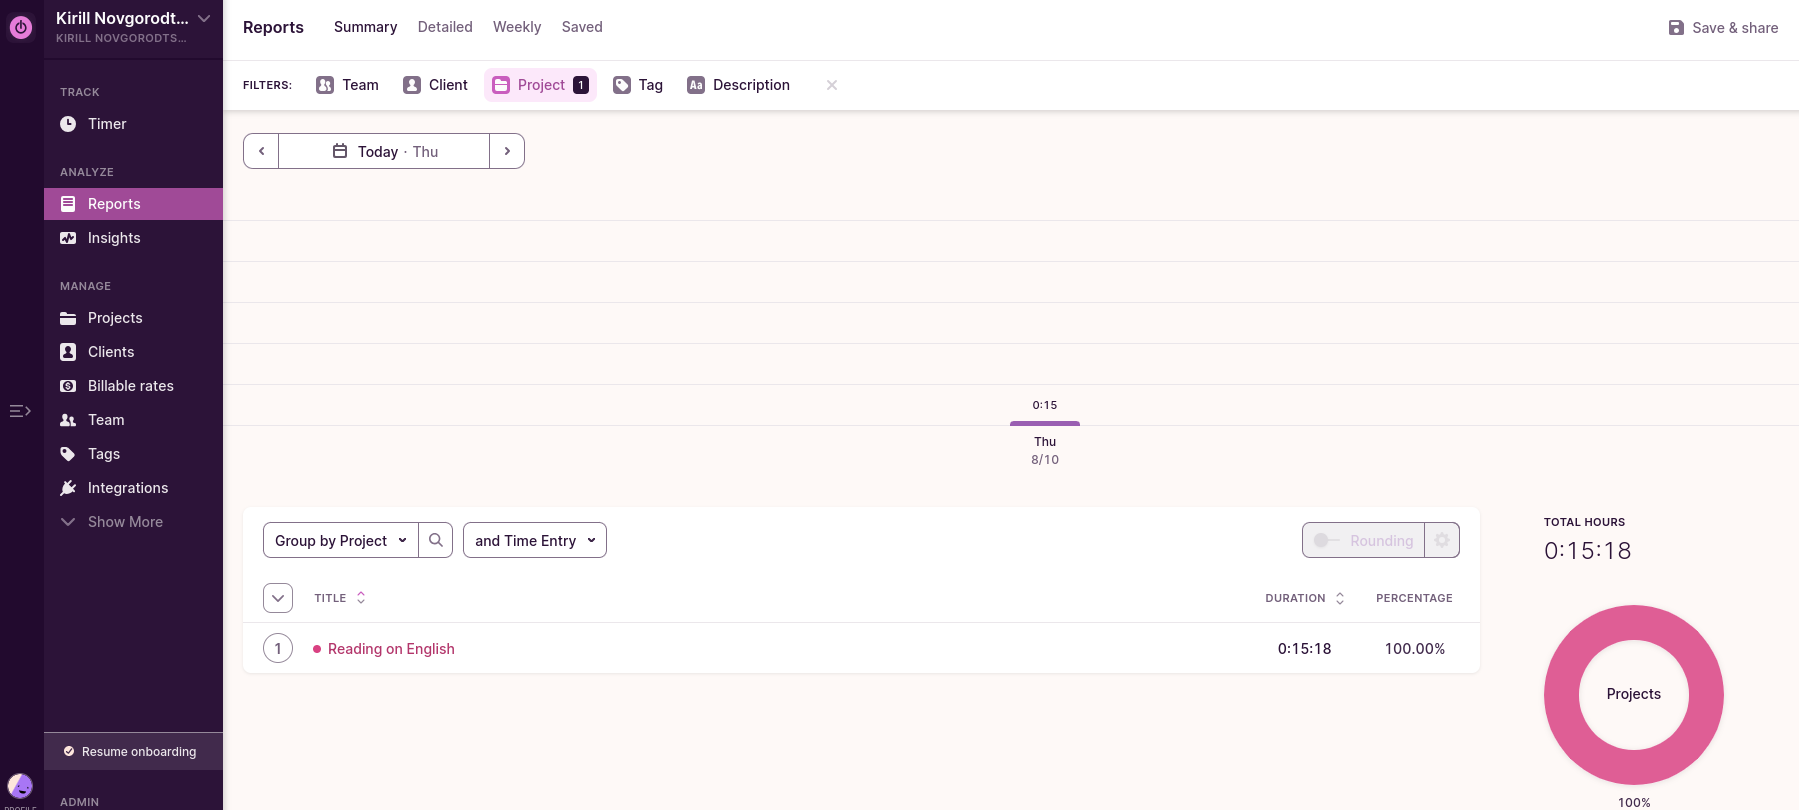 Kirill Novgorodt...
KIRILL NOVGORODTS...
TRACK
Timer
ANALYZE
Reports
Insights
MANAGE
Projects
Clients
Billable rates
Team
Tags
Integrations
Show More
Resume onboarding
ADMIN
PROFILE
Reports Summary Detailed Weekly Saved
Save & share
FILTERS: Team Client Project 1 Tag Aa Description
Today · Thu
0:15
Thu
8/10
Group by Project and Time Entry Rounding
TITLE DURATION PERCENTAGE
1 Reading on English 0:15:18 100.00%
TOTAL HOURS
0:15:18
Projects
100%